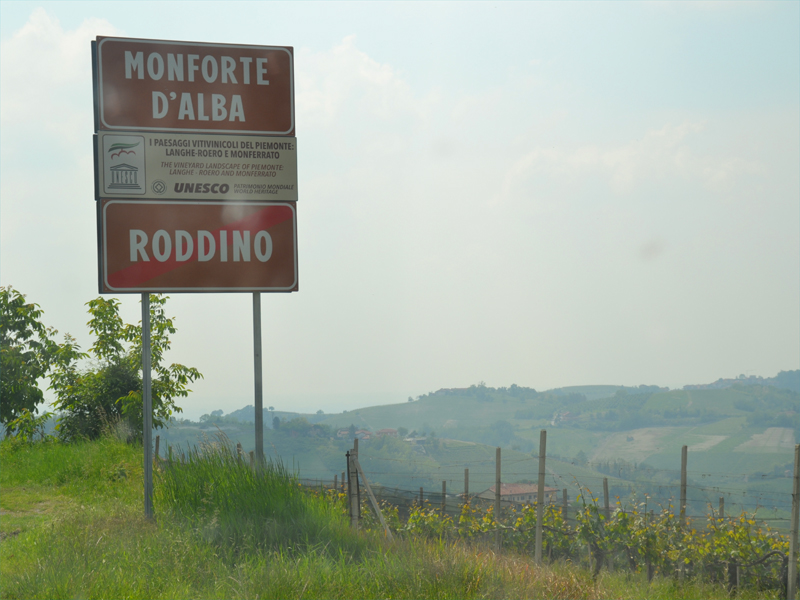 MONFORTE
D'ALBA
I PAESAGGI VITIVINICOLI DEL PIEMONTE:
LANGHE-ROERO E MONFERRATO
THE VINEYARD LANDSCAPE OF PIEMONTE:
LANGHE - ROERO AND MONFERRATO
UNESCO PATRIMONIO MONDIALE
WORLD HERITAGE
RODDINO